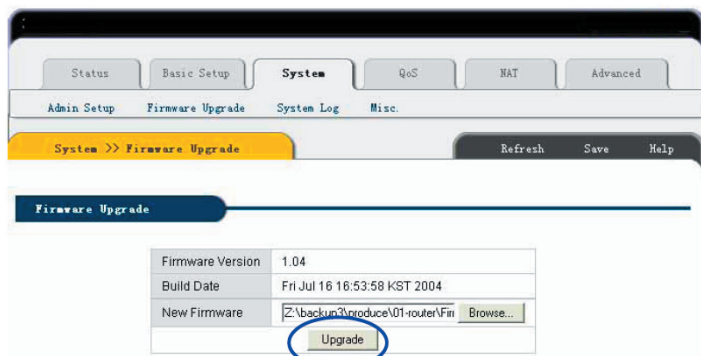 :
Status Basic Setup System QoS NAT Advanced
Admin Setup Firmware Upgrade System Log Misc.
System >> Firmware Upgrade Refresh Save Help
Firmware Upgrade
Firmware Version 1.04
Build Date Fri Jul 16 16:53:58 KST 2004
New Firmware Z:\backup3\produce\01-router\Fir Browse...
Upgrade